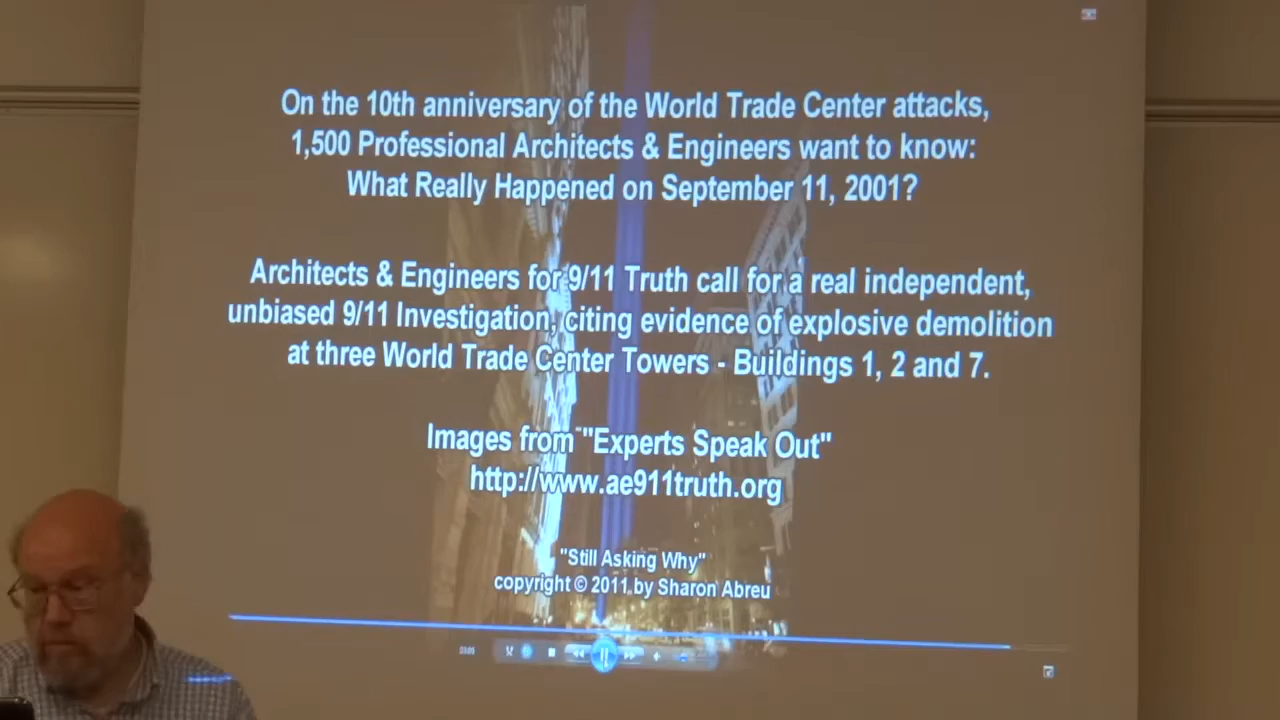 On the 10th anniversary of the World Trade Center attacks,
1,500 Professional Architects & Engineers want to know:
What Really Happened on September 11, 2001?
Architects & Engineers for 9/11 Truth call for a real independent,
unbiased 9/11 Investigation, citing evidence of explosive demolition
at three World Trade Center Towers - Buildings 1, 2 and 7.
Images from "Experts Speak Out"
http://www.ae911truth.org
"Still Asking Why"
copyright © 2011 by Sharon Abreu